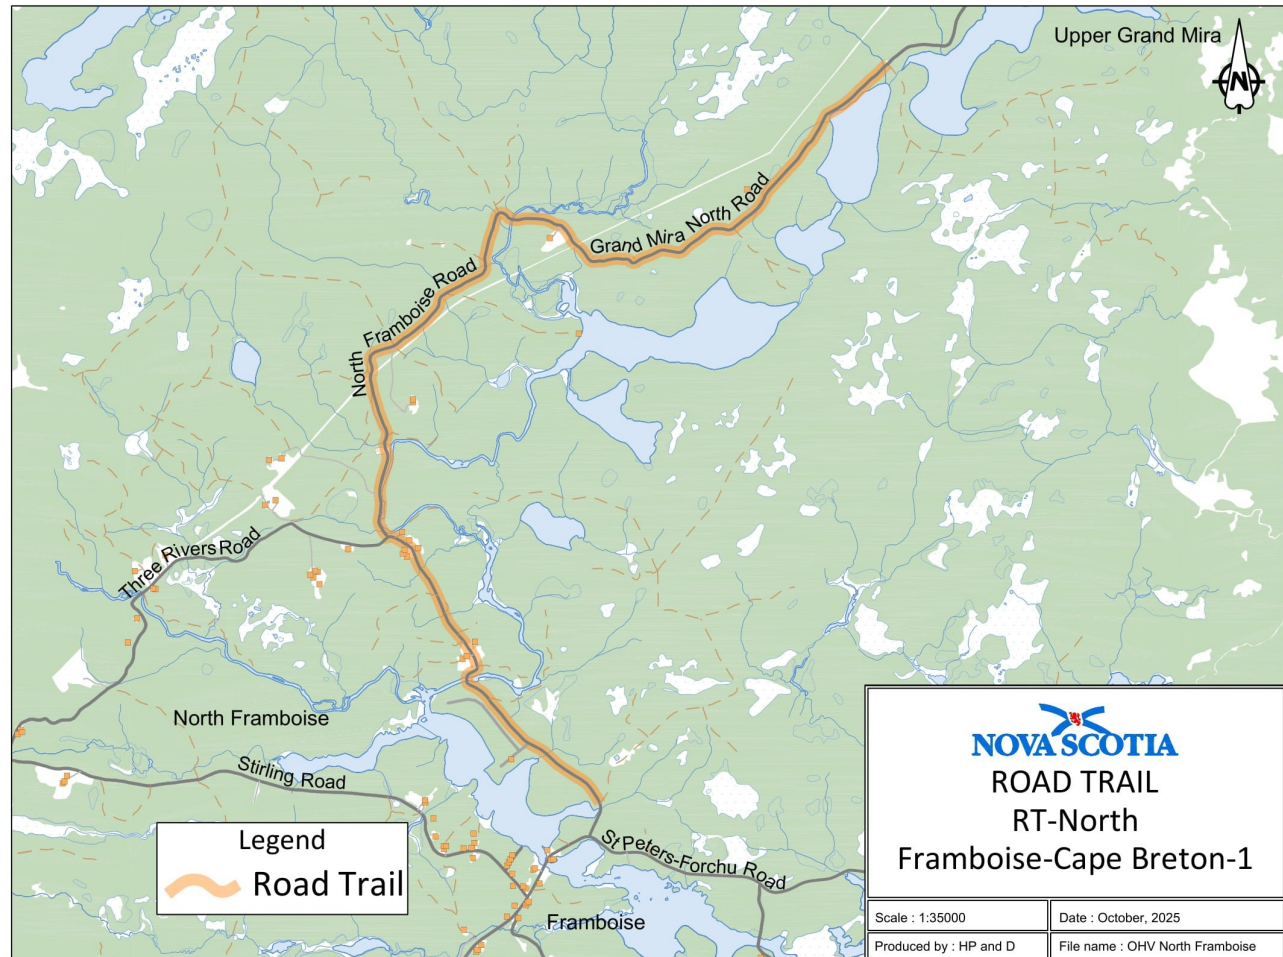 Upper Grand Mira
N
Grand Mira North Road
North Framboise Road
Three Rivers Road
North Framboise
Stirling Road
St Peters-Forchu Road
Framboise
Legend
Road Trail
NOVA SCOTIA
ROAD TRAIL
RT-North
Framboise-Cape Breton-1
Scale : 1:35000
Date : October, 2025
Produced by : HP and D
File name : OHV North Framboise